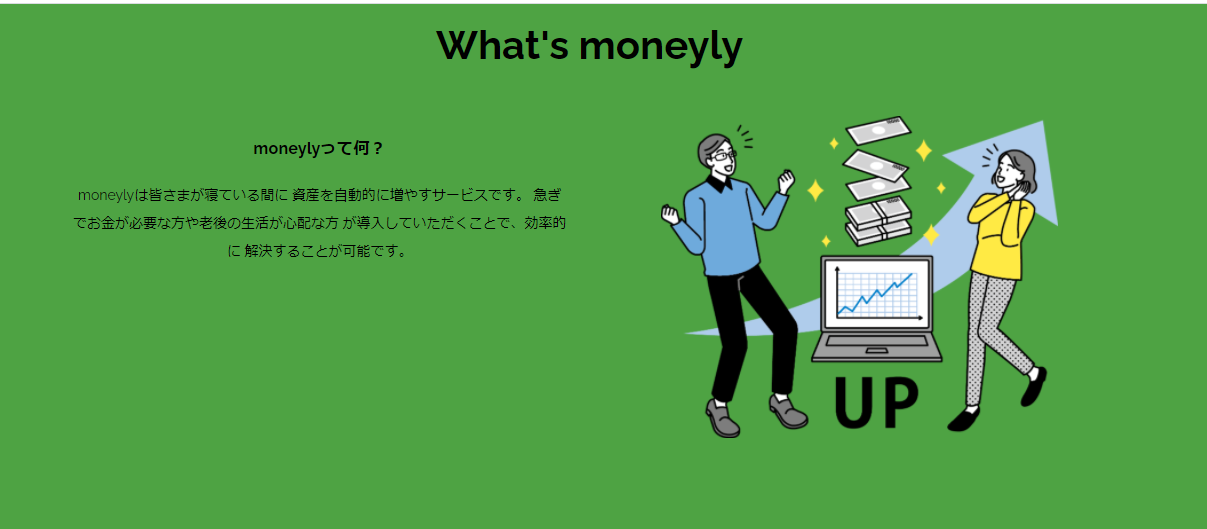 What's moneyly
moneylyって何？
moneylyは皆さまが寝ている間に 資産を自動的に増やすサービスです。 急ぎ
でお金が必要な方や老後の生活が心配な方 が導入していただくことで、効率的
に 解決することが可能です。
UP